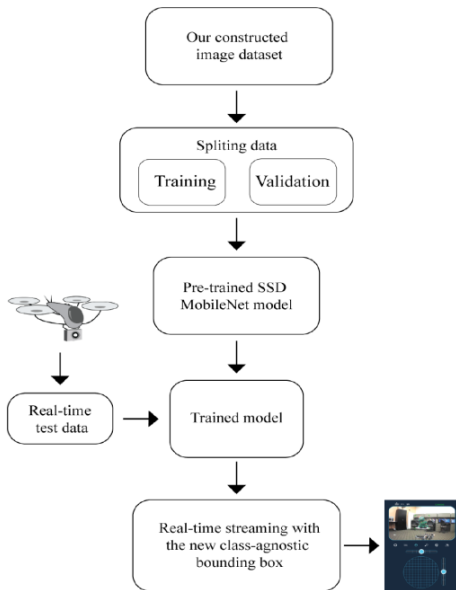 Our constructed
image dataset
Spliting data
Training
Validation
Pre-trained SSD
MobileNet model
Real-time
test data
Trained model
Real-time streaming with
the new class-agnostic
bounding box